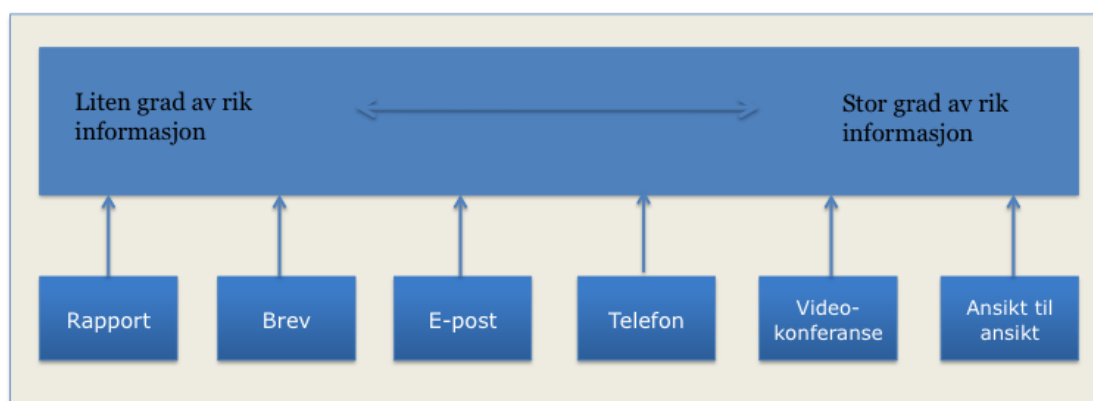 Liten grad av rik
informasjon
Stor grad av rik
informasjon
Rapport
Brev
E-post
Telefon
Video-
konferanse
Ansikt til
ansikt